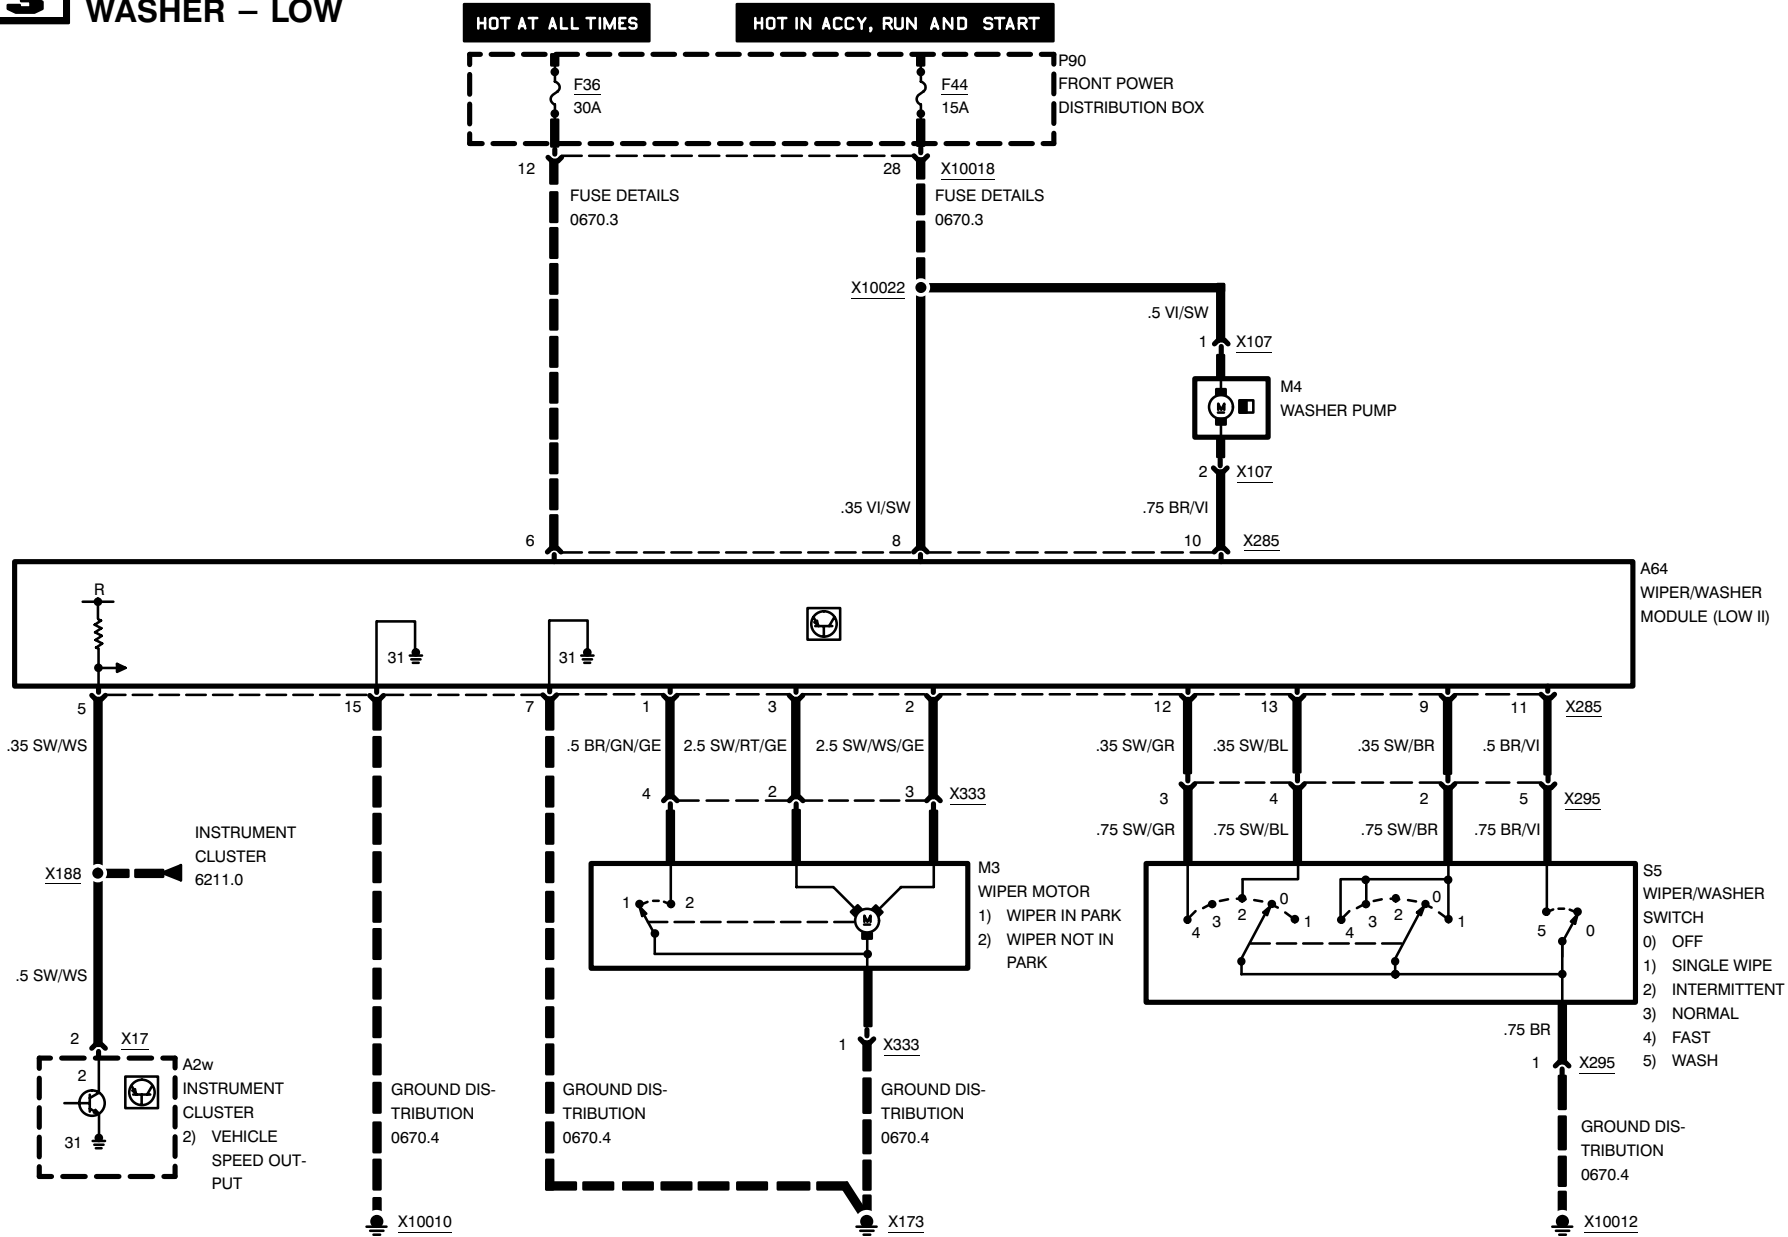 3
WASHER – LOW
HOT AT ALL TIMES
HOT IN ACCY, RUN AND START
F36
30A
F44
15A
P90
FRONT POWER
DISTRIBUTION BOX
12
28
X10018
FUSE DETAILS
0670.3
FUSE DETAILS
0670.3
X10022
.5 VI/SW
1
X107
M
M4
WASHER PUMP
2
X107
.35 VI/SW
.75 BR/VI
6
8
10
X285
A64
WIPER/WASHER
MODULE (LOW II)
R
31
31
5
15
7
1
3
2
12
13
9
11
X285
.35 SW/WS
.5 BR/GN/GE
2.5 SW/RT/GE
2.5 SW/WS/GE
.35 SW/GR
.35 SW/BL
.35 SW/BR
.5 BR/VI
4
2
3
X333
3
4
2
5
X295
.75 SW/GR
.75 SW/BL
.75 SW/BR
.75 BR/VI
INSTRUMENT
CLUSTER
6211.0
X188
1
2
M
M3
WIPER MOTOR
1) WIPER IN PARK
2) WIPER NOT IN
PARK
4
3
2
0
1
4
3
2
0
1
5
0
S5
WIPER/WASHER
SWITCH
0) OFF
1) SINGLE WIPE
2) INTERMITTENT
3) NORMAL
4) FAST
5) WASH
.5 SW/WS
.75 BR
2
X17
1
X333
1
X295
2
31
A2w
INSTRUMENT
CLUSTER
2) VEHICLE
SPEED OUT-
PUT
GROUND DIS-
TRIBUTION
0670.4
GROUND DIS-
TRIBUTION
0670.4
GROUND DIS-
TRIBUTION
0670.4
GROUND DIS-
TRIBUTION
0670.4
X10010
X173
X10012